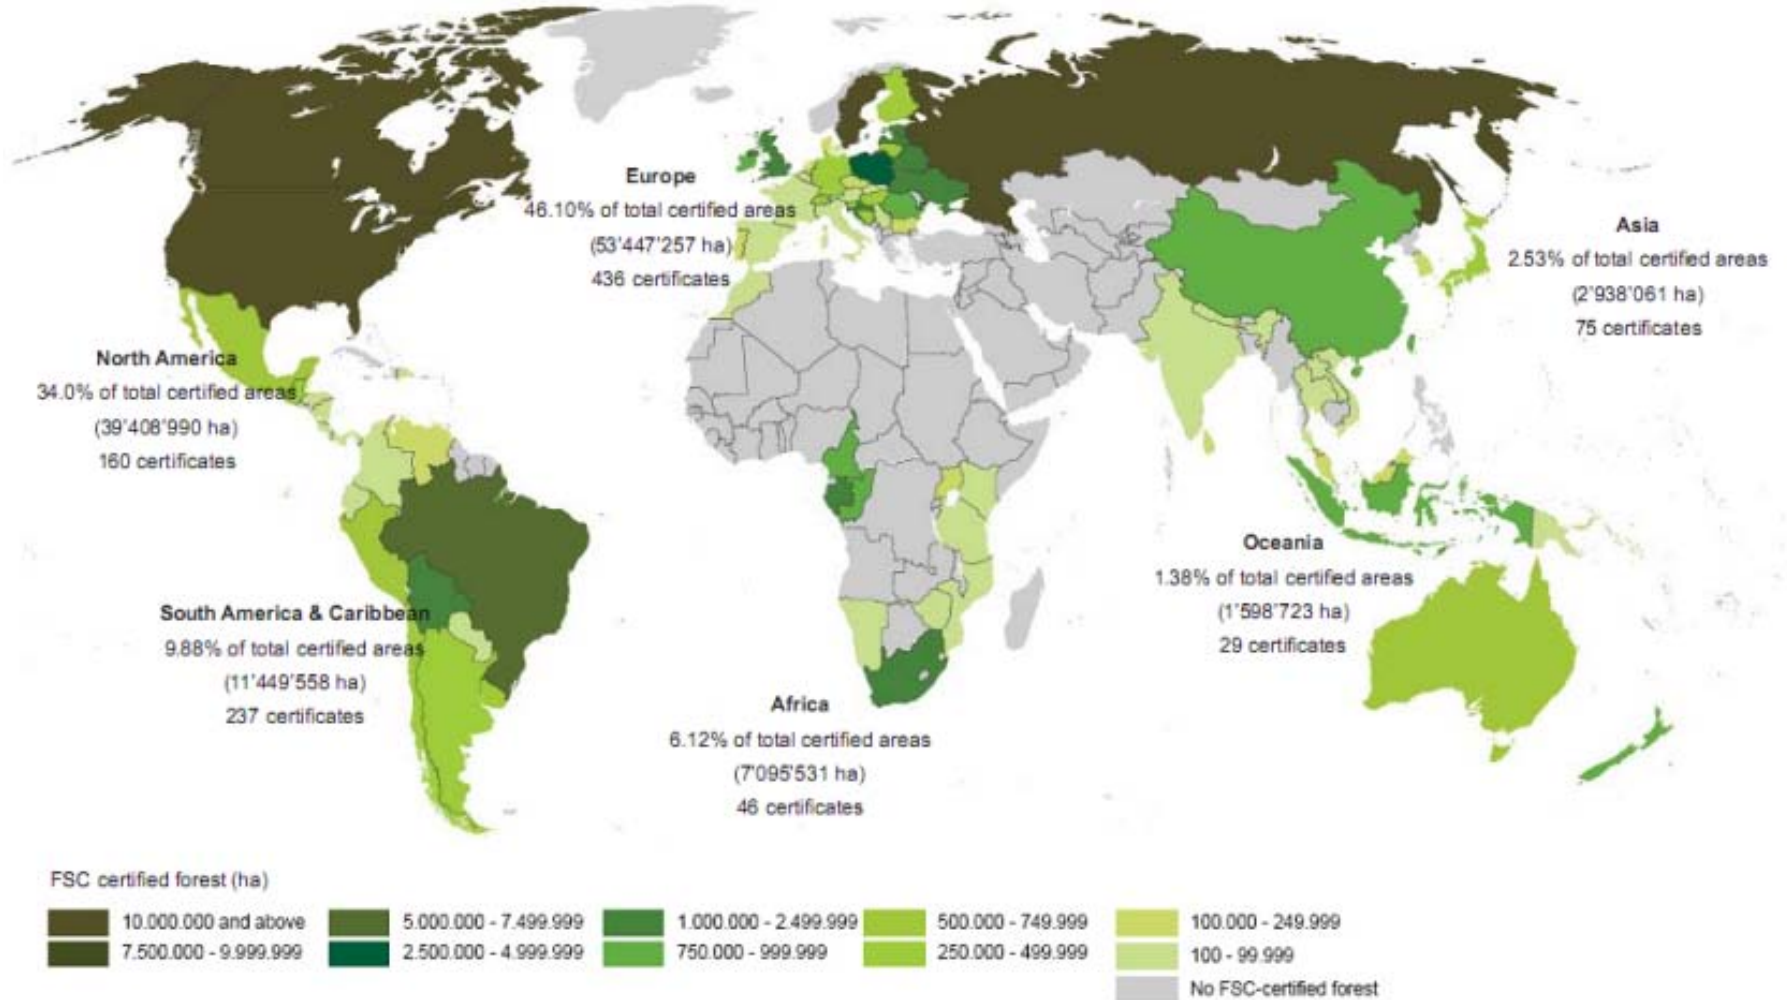 Europe
46.10% of total certified areas
(53'447'257 ha)
436 certificates
Asia
2.53% of total certified areas
(2'938'061 ha)
75 certificates
North America
34.0% of total certified areas
(39'408'990 ha)
160 certificates
Oceania
1.38% of total certified areas
(1'598'723 ha)
29 certificates
South America & Caribbean
9.88% of total certified areas
(11'449'558 ha)
237 certificates
Africa
6.12% of total certified areas
(7'095'531 ha)
46 certificates
FSC certified forest (ha)
10.000.000 and above
7.500.000 - 9.999.999
5.000.000 - 7.499.999
2.500.000 - 4.999.999
1.000.000 - 2.499.999
750.000 - 999.999
500.000 - 749.999
250.000 - 499.999
100.000 - 249.999
100 - 99.999
No FSC-certified forest